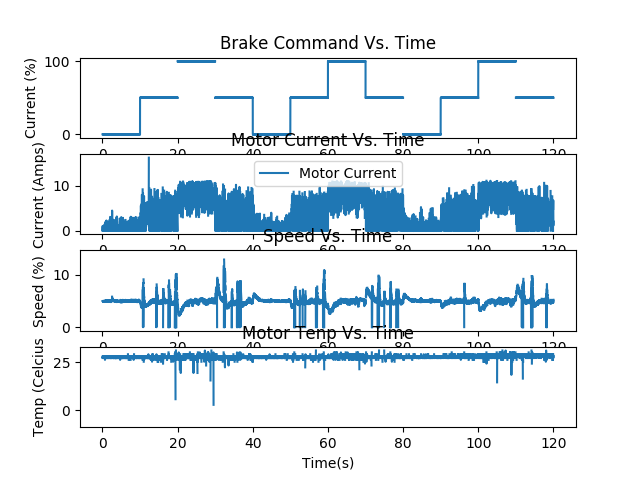 Brake Command Vs. Time
Current (%)
100
0
0 20 40 60 80 100 120
Motor Current Vs. Time
Current (Amps)
10
0
Motor Current
0 20 40 60 80 100 120
Speed Vs. Time
Speed (%)
10
0
0 20 40 60 80 100 120
Motor Tenp Vs. Time
Temp (Celcius
25
0
0 20 40 60 80 100 120
Time(s)